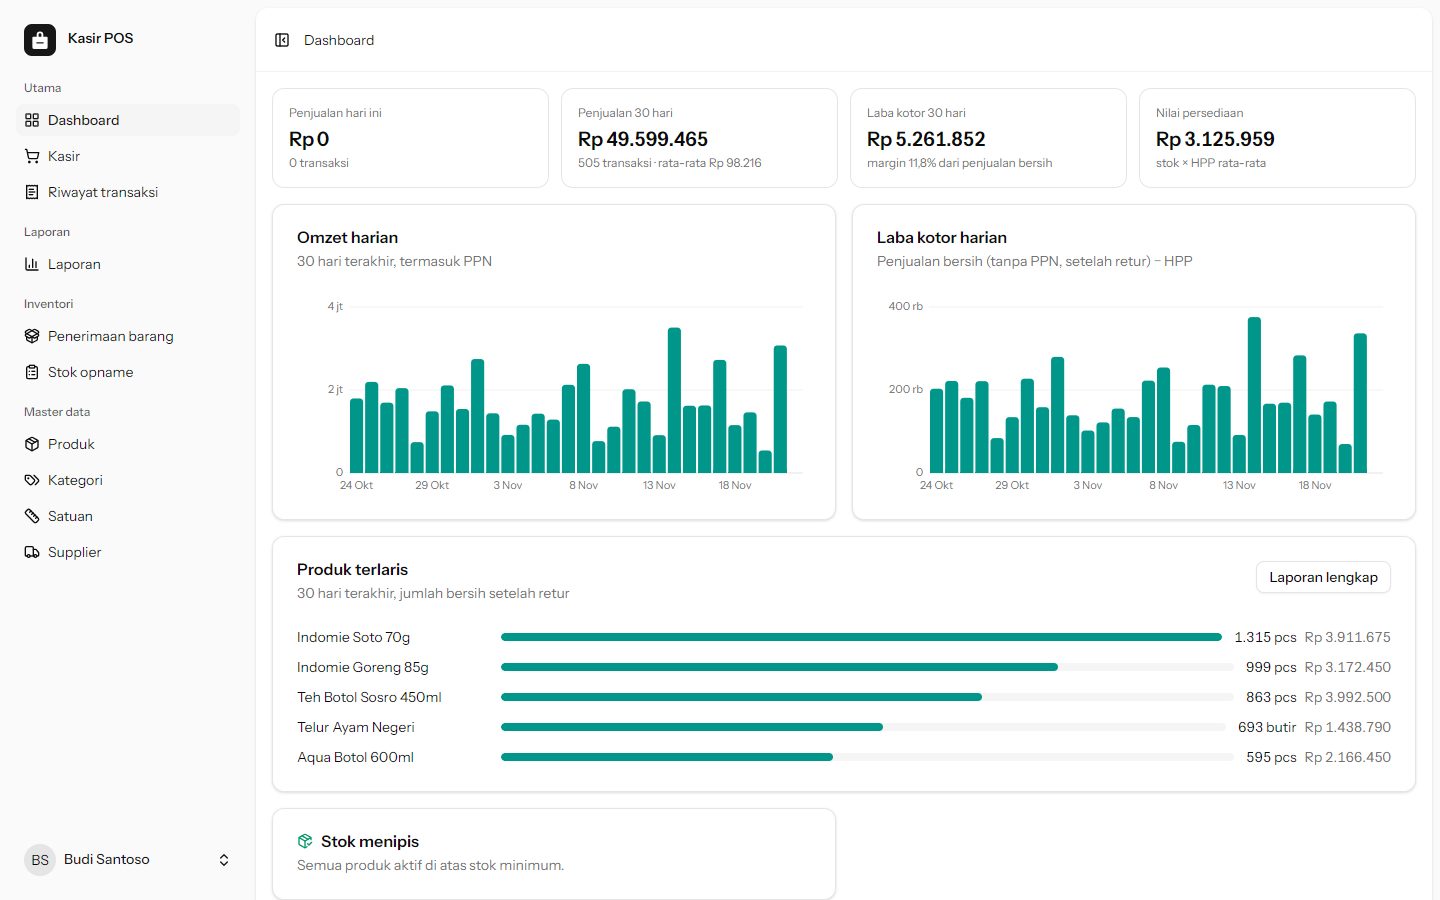 Kasir POS
Utama
Dashboard
Kasir
Riwayat transaksi
Laporan
Laporan
Inventori
Penerimaan barang
Stok opname
Master data
Produk
Kategori
Satuan
Supplier
BS Budi Santoso
Dashboard
Penjualan hari ini
Rp 0
0 transaksi
Penjualan 30 hari
Rp 49.599.465
505 transaksi · rata-rata Rp 98.216
Laba kotor 30 hari
Rp 5.261.852
margin 11,8% dari penjualan bersih
Nilai persediaan
Rp 3.125.959
stok × HPP rata-rata
Omzet harian
30 hari terakhir, termasuk PPN
4 jt
2 jt
0
24 Okt 29 Okt 3 Nov 8 Nov 13 Nov 18 Nov
Laba kotor harian
Penjualan bersih (tanpa PPN, setelah retur) − HPP
400 rb
200 rb
0
24 Okt 29 Okt 3 Nov 8 Nov 13 Nov 18 Nov
Produk terlaris
30 hari terakhir, jumlah bersih setelah retur
Laporan lengkap
Indomie Soto 70g 1.315 pcs Rp 3.911.675
Indomie Goreng 85g 999 pcs Rp 3.172.450
Teh Botol Sosro 450ml 863 pcs Rp 3.992.500
Telur Ayam Negeri 693 butir Rp 1.438.790
Aqua Botol 600ml 595 pcs Rp 2.166.450
Stok menipis
Semua produk aktif di atas stok minimum.